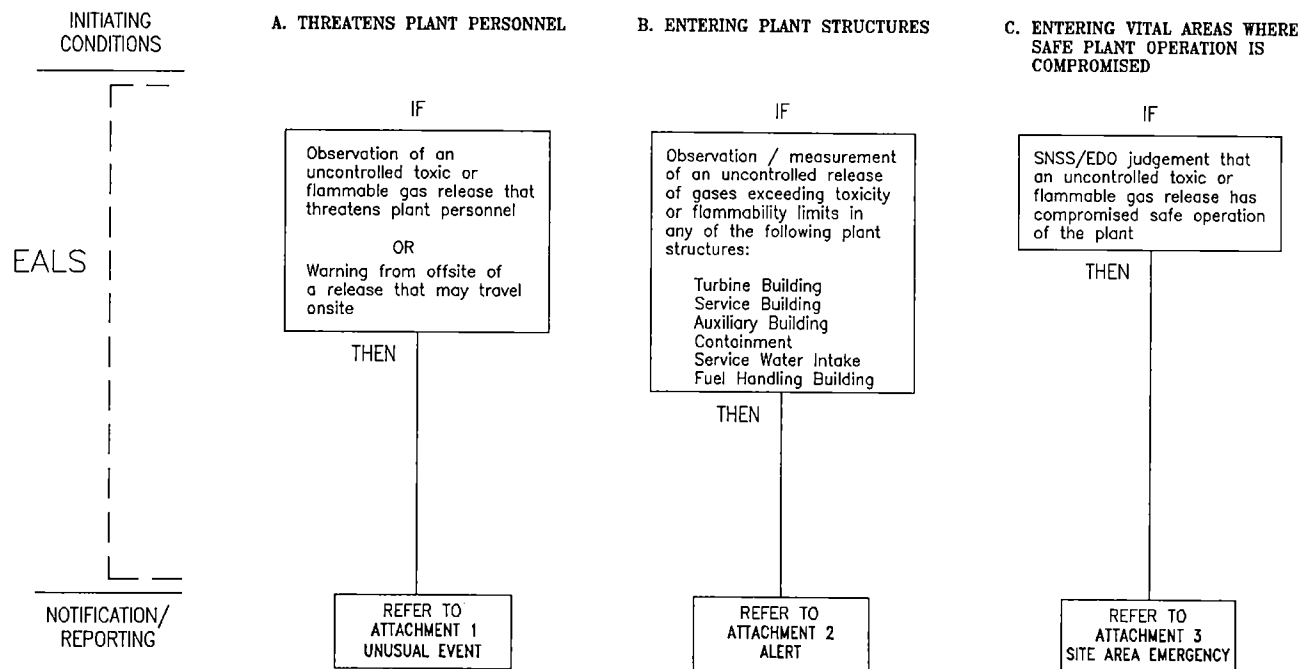 INITIATING
CONDITIONS
A. THREATENS PLANT PERSONNEL
B. ENTERING PLANT STRUCTURES
C. ENTERING VITAL AREAS WHERE
SAFE PLANT OPERATION IS
COMPROMISED
EALS
IF
Observation of an
uncontrolled toxic or
flammable gas release that
threatens plant personnel
OR
Warning from offsite of
a release that may travel
onsite
THEN
IF
Observation / measurement
of an uncontrolled release
of gases exceeding toxicity
or flammability limits in
any of the following plant
structures:
Turbine Building
Service Building
Auxiliary Building
Containment
Service Water Intake
Fuel Handling Building
THEN
IF
SNSS/EDO judgement that
an uncontrolled toxic or
flammable gas release has
compromised safe operation
of the plant
THEN
NOTIFICATION/
REPORTING
REFER TO
ATTACHMENT 1
UNUSUAL EVENT
REFER TO
ATTACHMENT 2
ALERT
REFER TO
ATTACHMENT 3
SITE AREA EMERGENCY